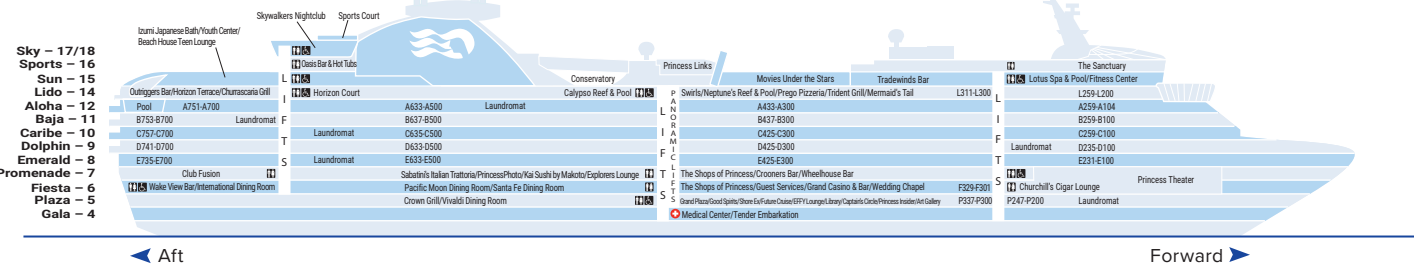 Skywalkers Nightclub
Sports Court
Izumi Japanese Bath/Youth Center/
Beach House Teen Lounge
Sky – 17/18
Sports – 16
Oasis Bar & Hot Tubs
Princess Links
The Sanctuary
Sun – 15
Conservatory
Movies Under the Stars
Tradewinds Bar
Lotus Spa & Pool/Fitness Center
Lido – 14
Outriggers Bar/Horizon Terrace/Churrascaria Grill
Horizon Court
Calypso Reef & Pool
Swirls/Neptune's Reef & Pool/Prego Pizzeria/Trident Grill/Mermaid's Tail
L311-L300
L259-L200
Aloha – 12
Pool
A751-A700
A633-A500
Laundromat
A433-A300
A259-A104
Baja – 11
B753-B700
Laundromat
B637-B500
B437-B300
B259-B100
Caribe – 10
C757-C700
Laundromat
C635-C500
C425-C300
C259-C100
Dolphin – 9
D741-D700
D633-D500
D425-D300
Laundromat
D235-D100
Emerald – 8
E735-E700
Laundromat
E633-E500
E425-E300
E231-E100
Promenade – 7
Club Fusion
Sabatini's Italian Trattoria/PrincessPhoto/Kai Sushi by Makoto/Explorers Lounge
The Shops of Princess/Crooners Bar/Wheelhouse Bar
Princess Theater
Fiesta – 6
Wake View Bar/International Dining Room
Pacific Moon Dining Room/Santa Fe Dining Room
The Shops of Princess/Guest Services/Grand Casino & Bar/Wedding Chapel
F329-F301
Churchill's Cigar Lounge
Plaza – 5
Crown Grill/Vivaldi Dining Room
Grand Plaza/Good Spirits/Shore Ex/Future Cruise/EFFY Lounge/Library/Captain's Circle/Princess Insider/Art Gallery
P337-P300
P247-P200
Laundromat
Gala – 4
Medical Center/Tender Embarkation
LIFTS
LIFTS
PANORAMIC LIFTS
LIFTS
Aft
Forward